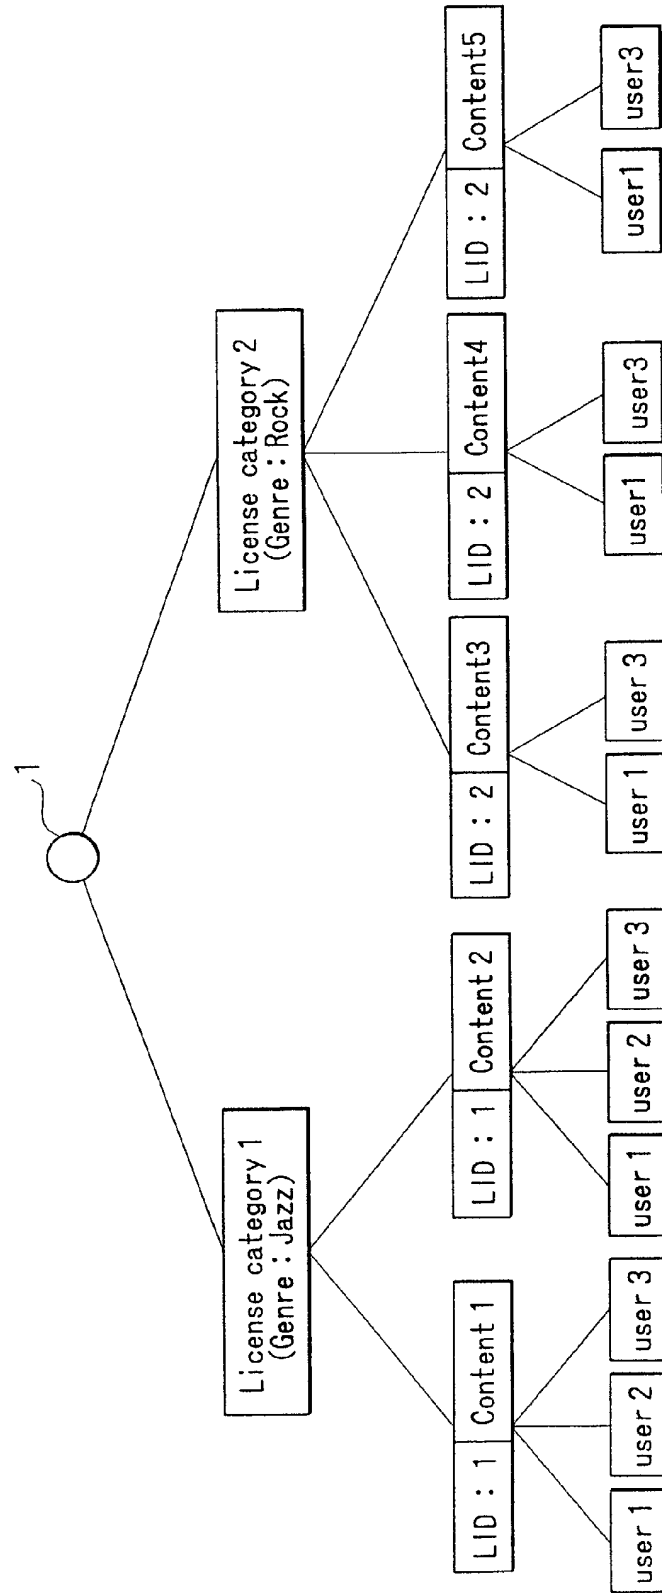 1
License category 1
(Genre : Jazz)
License category 2
(Genre : Rock)
LID : 1 Content 1
LID : 1 Content 2
LID : 2 Content3
LID : 2 Content4
LID : 2 Content5
user 1
user 2
user 3
user 1
user 2
user 3
user1
user 3
user1
user3
user1
user3